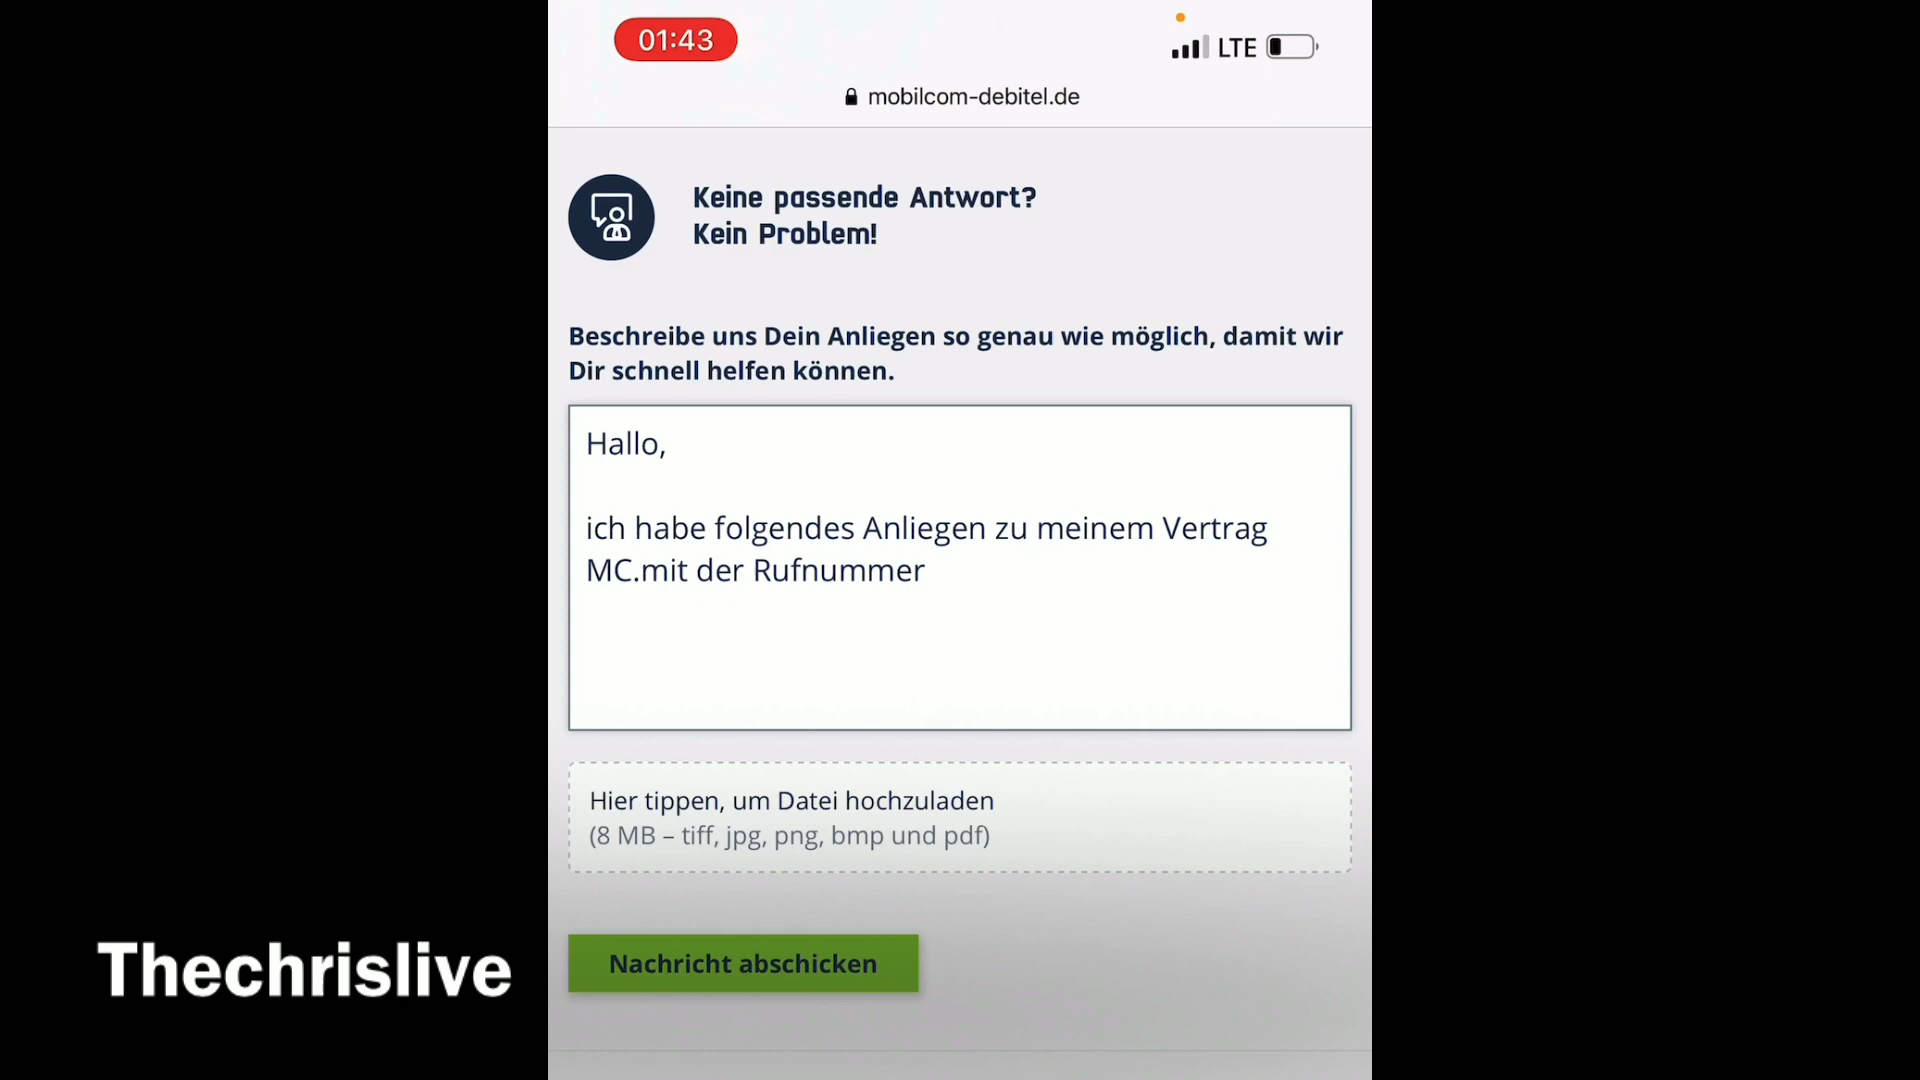 01:43
LTE
mobilcom-debitel.de
Keine passende Antwort?
Kein Problem!
Beschreibe uns Dein Anliegen so genau wie möglich, damit wir
Dir schnell helfen können.
Hallo,
ich habe folgendes Anliegen zu meinem Vertrag
MC.mit der Rufnummer
Hier tippen, um Datei hochzuladen
(8 MB – tiff, jpg, png, bmp und pdf)
Nachricht abschicken
Thechrislive